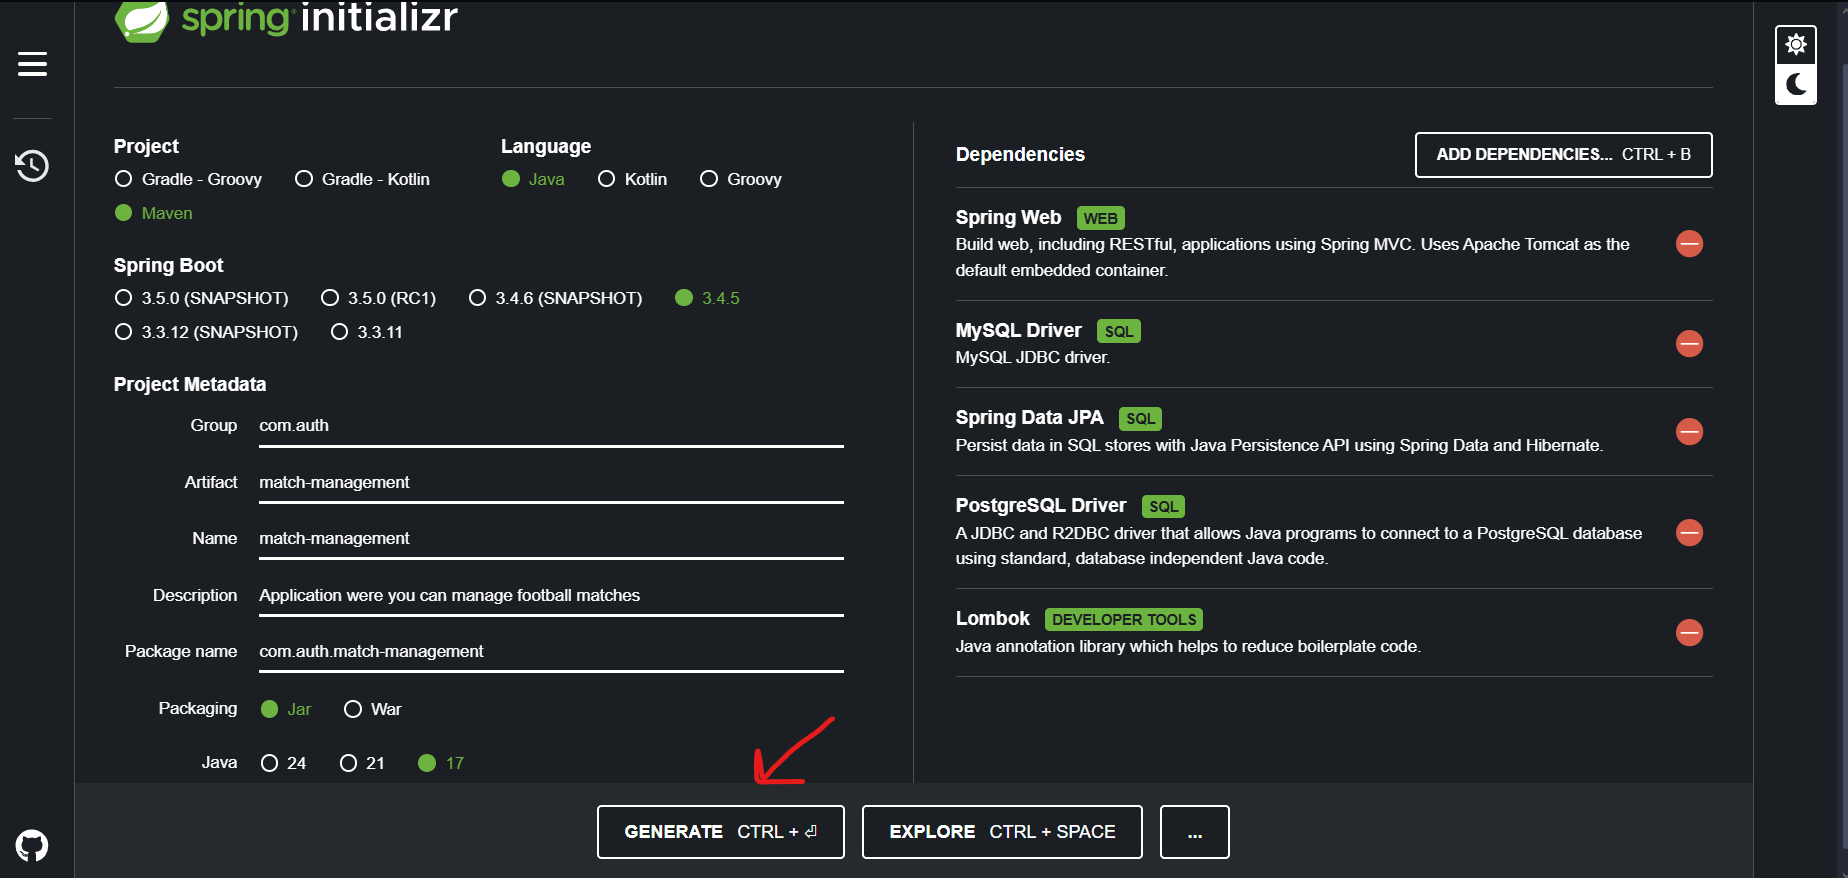 spring initializr
Project
Gradle - Groovy Gradle - Kotlin
Maven
Language
Java Kotlin Groovy
Spring Boot
3.5.0 (SNAPSHOT) 3.5.0 (RC1) 3.4.6 (SNAPSHOT) 3.4.5
3.3.12 (SNAPSHOT) 3.3.11
Project Metadata
Group com.auth
Artifact match-management
Name match-management
Description Application were you can manage football matches
Package name com.auth.match-management
Packaging Jar War
Java 24 21 17
Dependencies
ADD DEPENDENCIES... CTRL + B
Spring Web WEB
Build web, including RESTful, applications using Spring MVC. Uses Apache Tomcat as the
default embedded container.
MySQL Driver SQL
MySQL JDBC driver.
Spring Data JPA SQL
Persist data in SQL stores with Java Persistence API using Spring Data and Hibernate.
PostgreSQL Driver SQL
A JDBC and R2DBC driver that allows Java programs to connect to a PostgreSQL database
using standard, database independent Java code.
Lombok DEVELOPER TOOLS
Java annotation library which helps to reduce boilerplate code.
GENERATE CTRL + ⏎
EXPLORE CTRL + SPACE
...